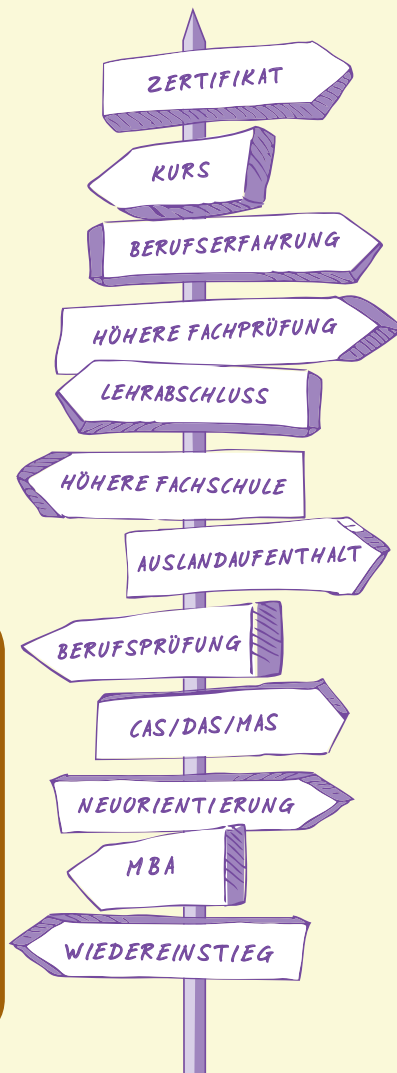 ZERTIFIKAT
KURS
BERUFSERFAHRUNG
HÖHERE FACHPRÜFUNG
LEHRABSCHLUSS
HÖHERE FACHSCHULE
AUSLANDAUFENTHALT
BERUFSPRÜFUNG
CAS/DAS/MAS
NEUORIENTIERUNG
MBA
WIEDEREINSTIEG